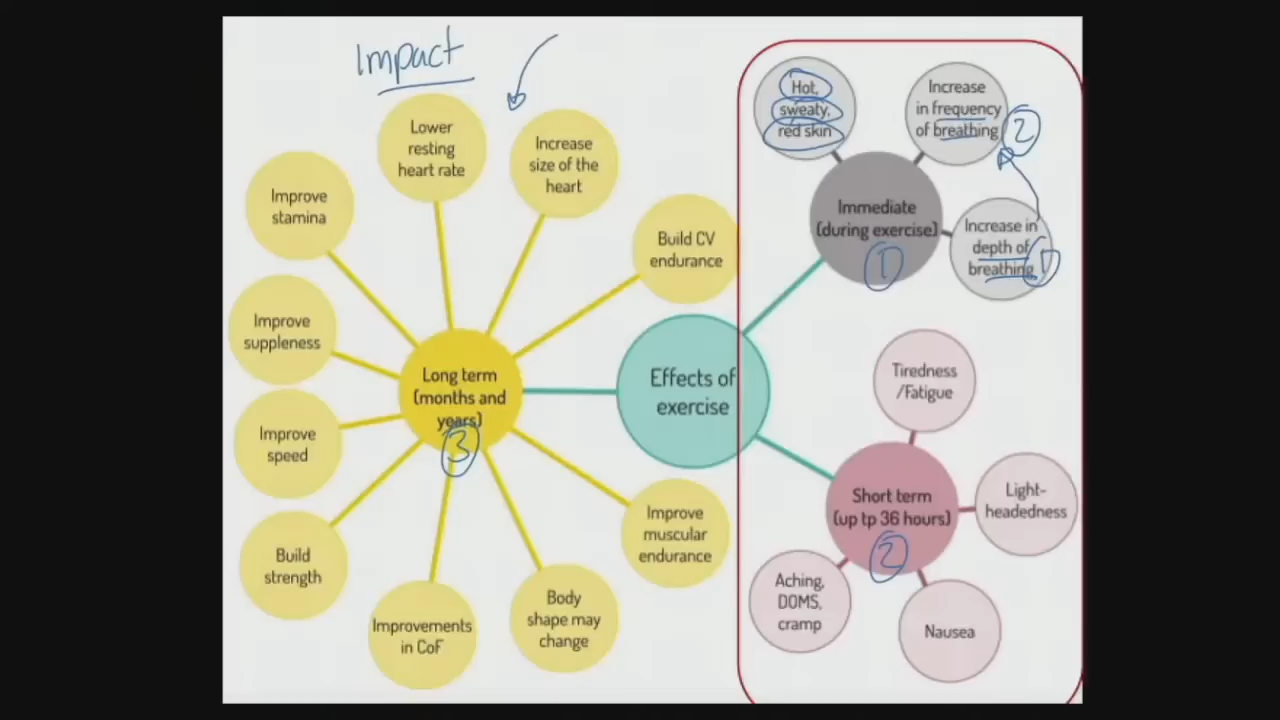 Impact
Lower
resting
heart rate
Increase
size of the
heart
Improve
stamina
Build CV
endurance
Improve
suppleness
Long term
(months and
years)
3
Improve
speed
Build
strength
Improvements
in CoF
Body
shape may
change
Improve
muscular
endurance
Effects of
exercise
Hot,
sweaty,
red skin
Increase
in frequency
of breathing
2
Immediate
(during exercise)
1
Increase in
depth of
breathing
1
Tiredness
/Fatigue
Short term
(up tp 36 hours)
2
Light-
headedness
Aching,
DOMS,
cramp
Nausea